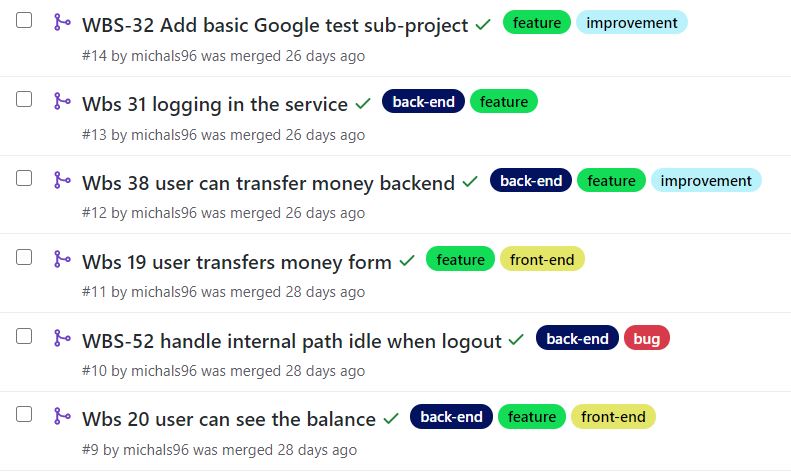 WBS-32 Add basic Google test sub-project feature improvement
#14 by michals96 was merged 26 days ago
Wbs 31 logging in the service back-end feature
#13 by michals96 was merged 26 days ago
Wbs 38 user can transfer money backend back-end feature improvement
#12 by michals96 was merged 26 days ago
Wbs 19 user transfers money form feature front-end
#11 by michals96 was merged 28 days ago
WBS-52 handle internal path idle when logout back-end bug
#10 by michals96 was merged 28 days ago
Wbs 20 user can see the balance back-end feature front-end
#9 by michals96 was merged 28 days ago